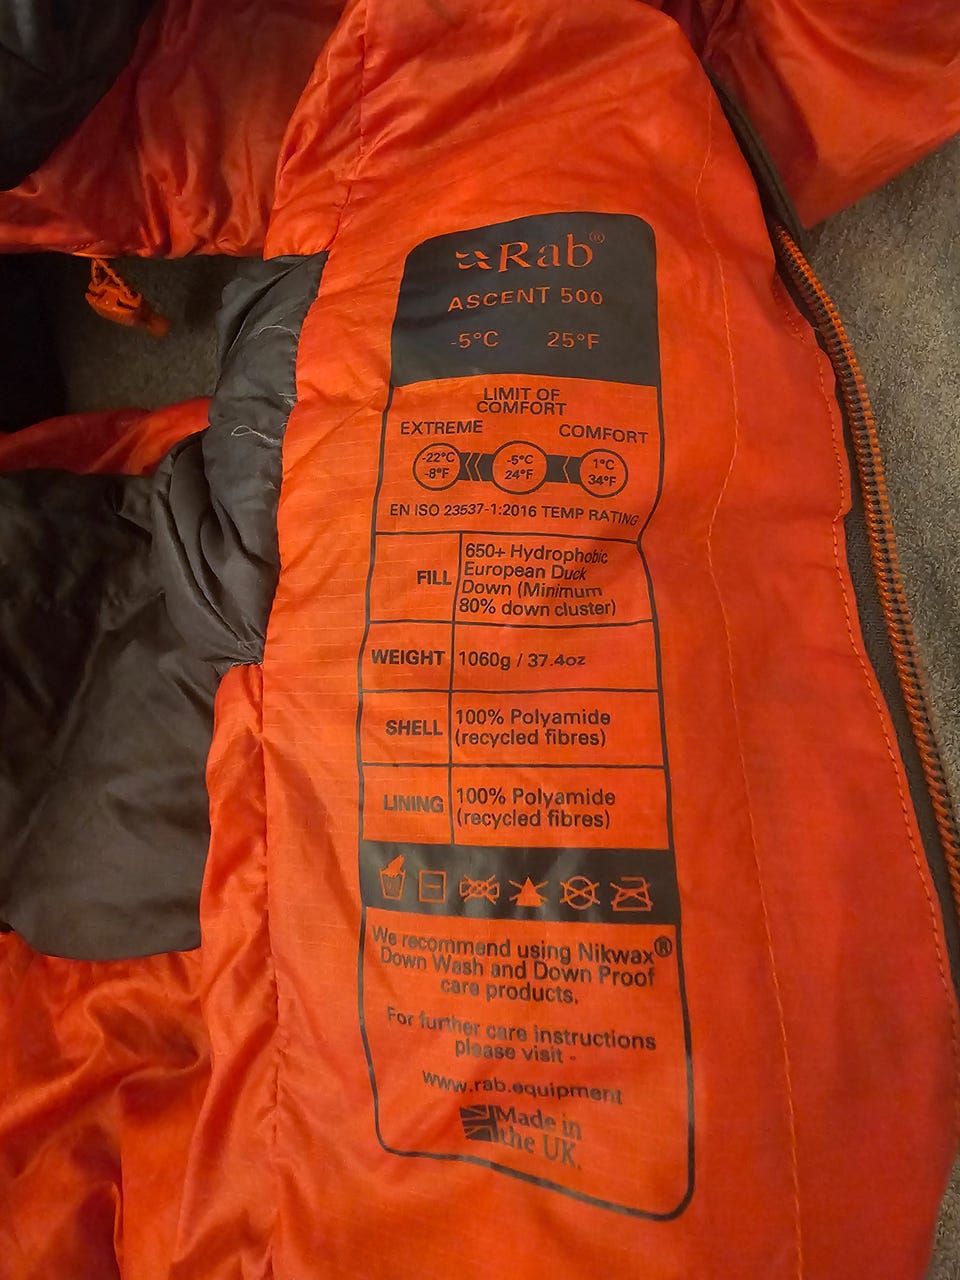 Rab®
ASCENT 500
-5°C 25°F
LIMIT OF
COMFORT
EXTREME COMFORT
-22°C -5°C 1°C
-8°F 24°F 34°F
EN ISO 23537-1:2016 TEMP RATING
FILL
650+ Hydrophobic
European Duck
Down (Minimum
80% down cluster)
WEIGHT 1060g / 37.4oz
SHELL
100% Polyamide
(recycled fibres)
LINING
100% Polyamide
(recycled fibres)
We recommend using Nikwax®
Down Wash and Down Proof
care products.
For further care instructions
please visit -
www.rab.equipment
Made in
the UK.